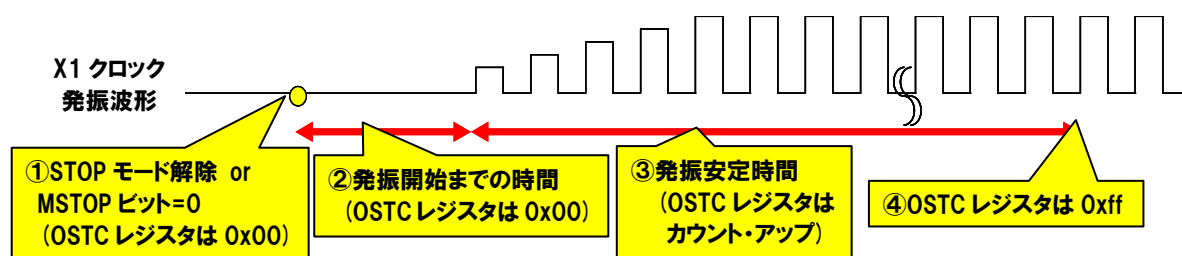 X1 クロック
発振波形
①STOP モード解除 or
MSTOP ビット=0
(OSTC レジスタは 0x00)
②発振開始までの時間
(OSTC レジスタは 0x00)
③発振安定時間
(OSTC レジスタは
カウント・アップ)
④OSTC レジスタは 0xff